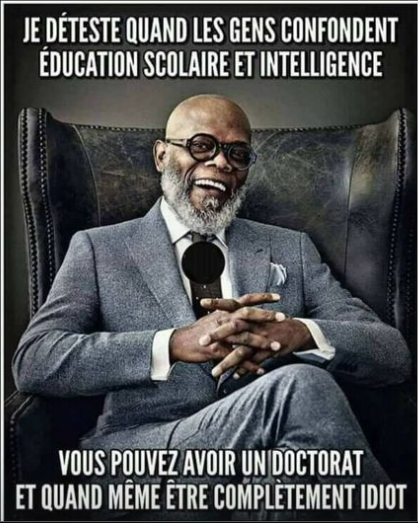 JE DÉTESTE QUAND LES GENS CONFONDENT
ÉDUCATION SCOLAIRE ET INTELLIGENCE
VOUS POUVEZ AVOIR UN DOCTORAT
ET QUAND MÊME ÊTRE COMPLÈTEMENT IDIOT